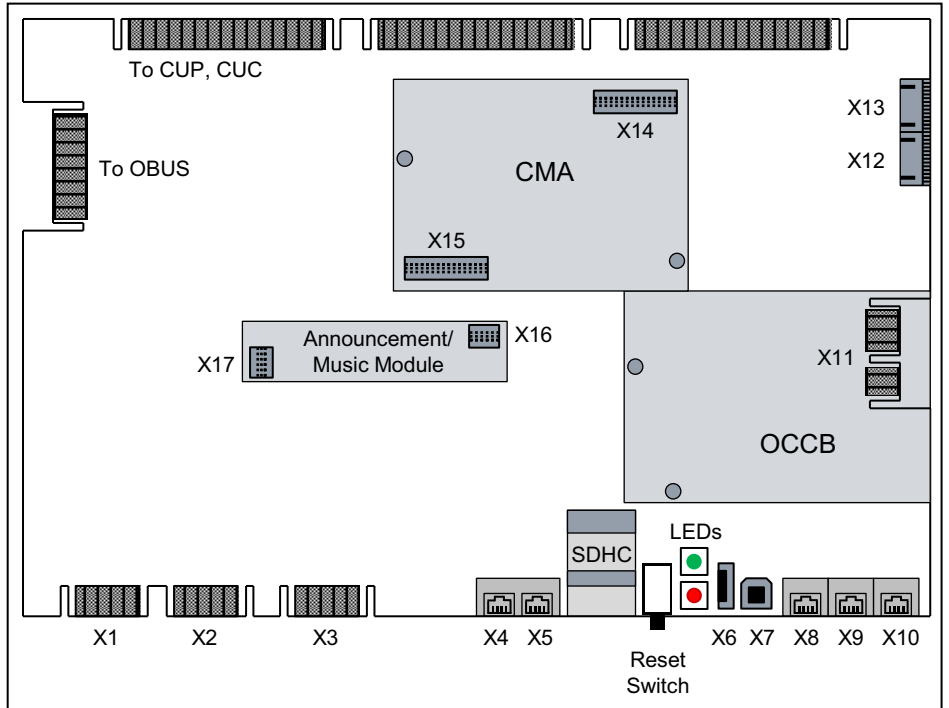 To CUP, CUC
X13
X14
X12
To OBUS
CMA
X15
Announcement/
Music Module
X16
X17
X11
OCCB
LEDs
SDHC
X1
X2
X3
X4
X5
X6
X7
X8
X9
X10
Reset
Switch